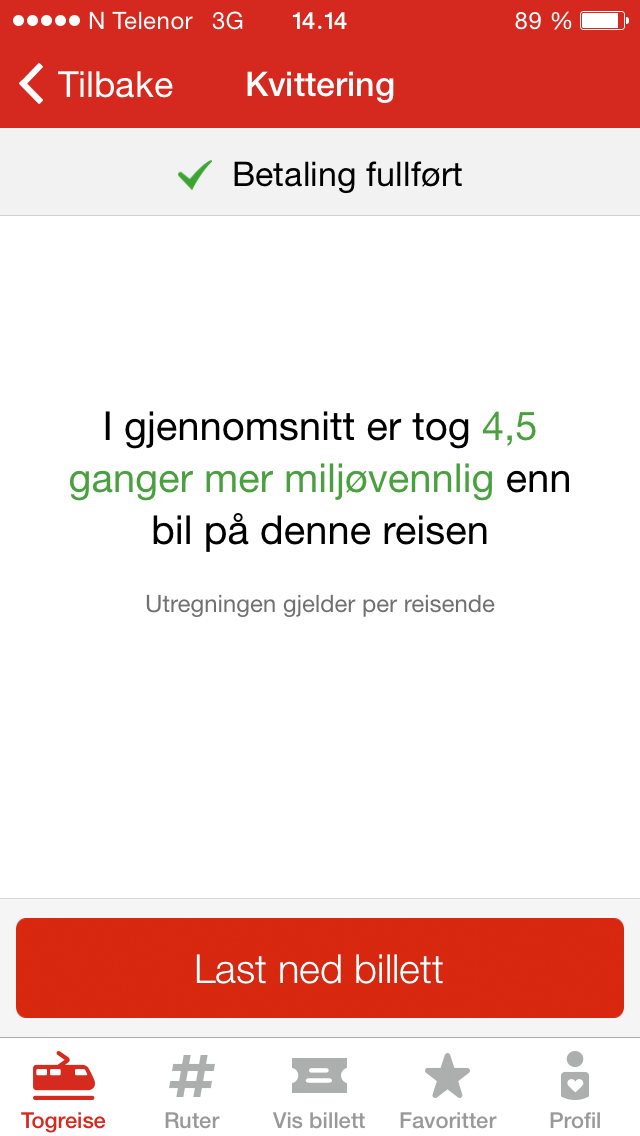 N Telenor 3G 14.14 89 %
Tilbake Kvittering
Betaling fullført
I gjennomsnitt er tog 4,5
ganger mer miljøvennlig enn
bil på denne reisen
Utregningen gjelder per reisende
Last ned billett
Togreise Ruter Vis billett Favoritter Profil